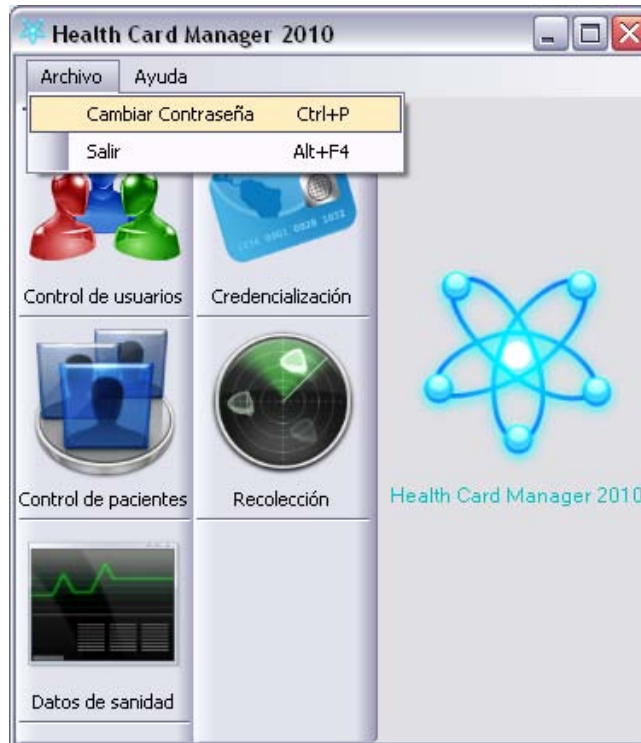 Health Card Manager 2010
Archivo Ayuda
Cambiar Contraseña Ctrl+P
Salir Alt+F4
Control de usuarios Credencialización
Control de pacientes Recolección
Health Card Manager 2010
Datos de sanidad